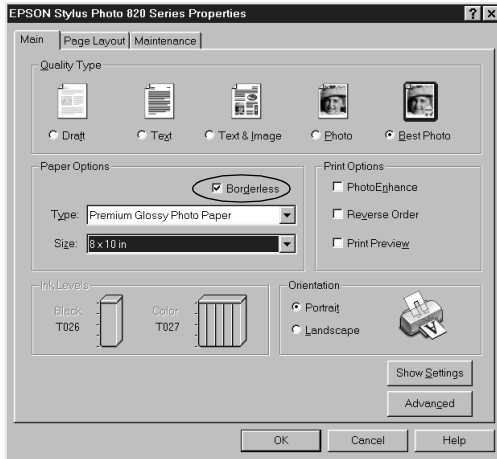 EPSON Stylus Photo 820 Series Properties
Main Page Layout Maintenance
Quality Type
Draft Text Text & Image Photo Best Photo
Paper Options
Borderless
Type: Premium Glossy Photo Paper
Size: 8 x 10 in
Print Options
PhotoEnhance
Reverse Order
Print Preview
Ink Levels
Black Color
T026 T027
Orientation
Portrait
Landscape
A
Show Settings
Advanced
OK Cancel Help